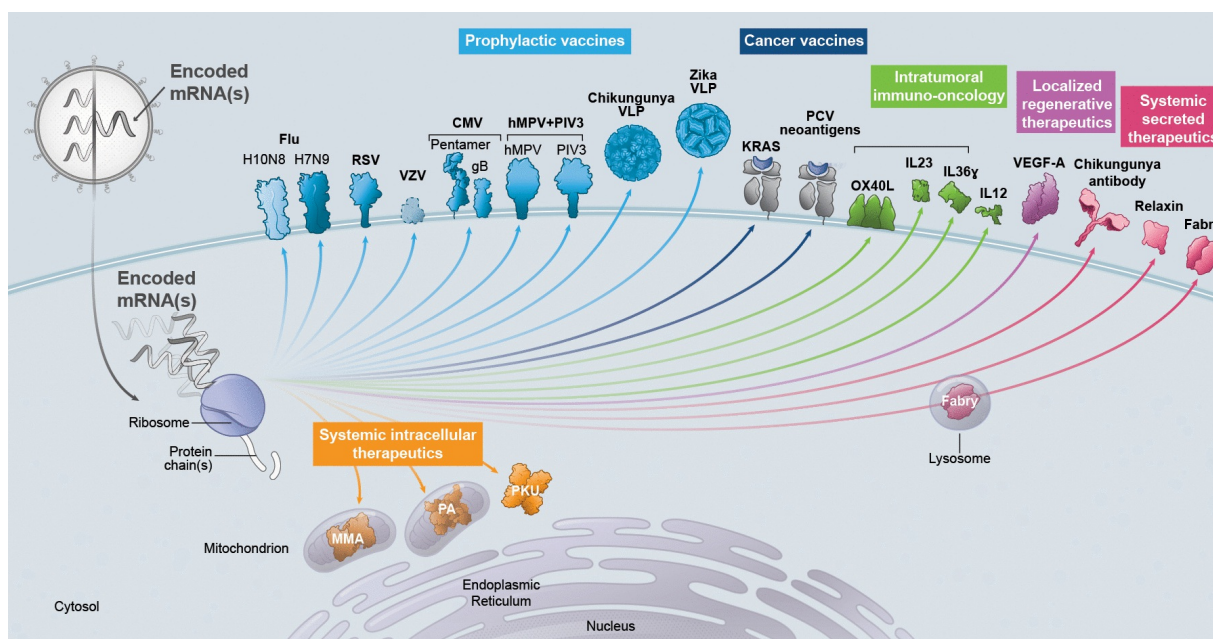 Prophylactic vaccines
Cancer vaccines
Intratumoral
immuno-oncology
Localized
regenerative
therapeutics
Systemic
secreted
therapeutics
Encoded
mRNA(s)
Flu
H10N8
H7N9
RSV
VZV
CMV
Pentamer
gB
hMPV+PIV3
hMPV
PIV3
Chikungunya
VLP
Zika
VLP
KRAS
PCV
neoantigens
OX40L
IL23
IL36ɣ
IL12
VEGF-A
Chikungunya
antibody
Relaxin
Fabr
Encoded
mRNA(s)
Ribosome
Protein
chain(s)
Systemic intracellular
therapeutics
MMA
PA
PKU
Fabry
Lysosome
Mitochondrion
Endoplasmic
Reticulum
Nucleus
Cytosol